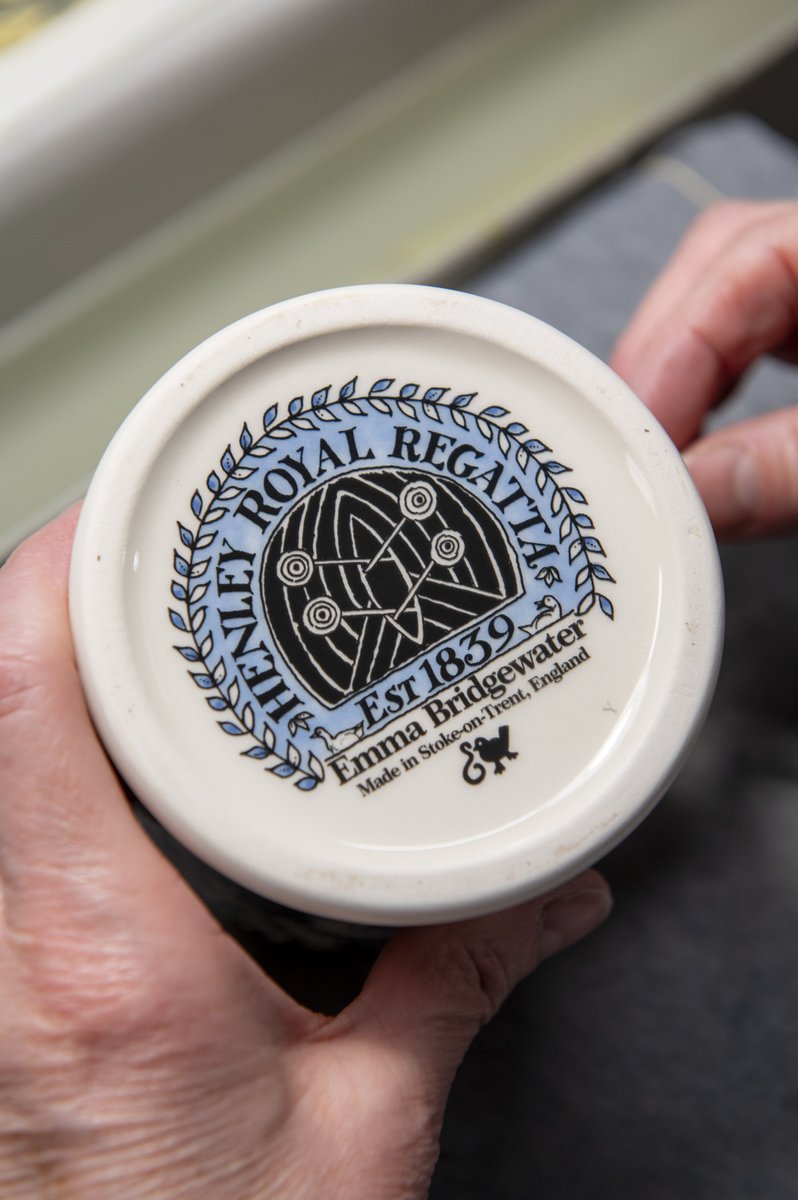 HENLEY ROYAL REGATTA
EST 1839
Emma Bridgewater
Made in Stoke-on-Trent, England